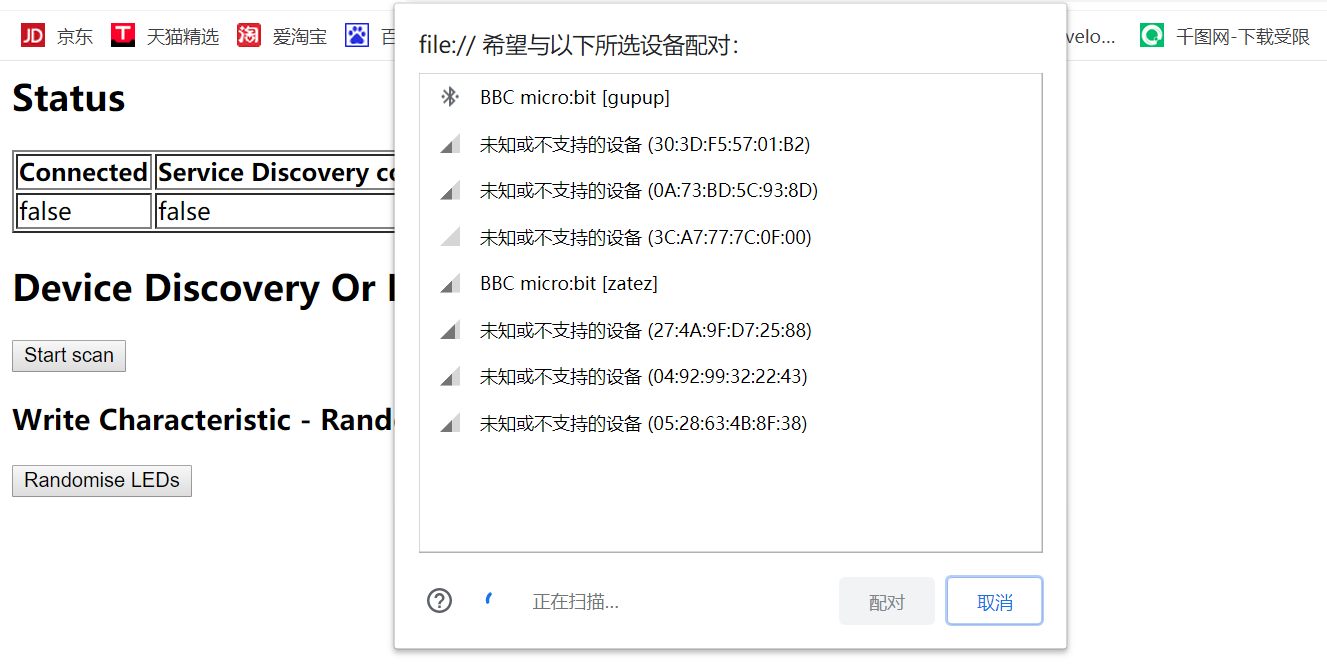 JD 京东 T 天猫精选 淘 爱淘宝 百
velo... 千图网-下载受限
file:// 希望与以下所选设备配对：
BBC micro:bit [gupup]
未知或不支持的设备 (30:3D:F5:57:01:B2)
未知或不支持的设备 (0A:73:BD:5C:93:8D)
未知或不支持的设备 (3C:A7:77:7C:0F:00)
BBC micro:bit [zatez]
未知或不支持的设备 (27:4A:9F:D7:25:88)
未知或不支持的设备 (04:92:99:32:22:43)
未知或不支持的设备 (05:28:63:4B:8F:38)
正在扫描...
配对 取消
Status
Connected Service Discovery co
false false
Device Discovery Or
Start scan
Write Characteristic - Rand
Randomise LEDs